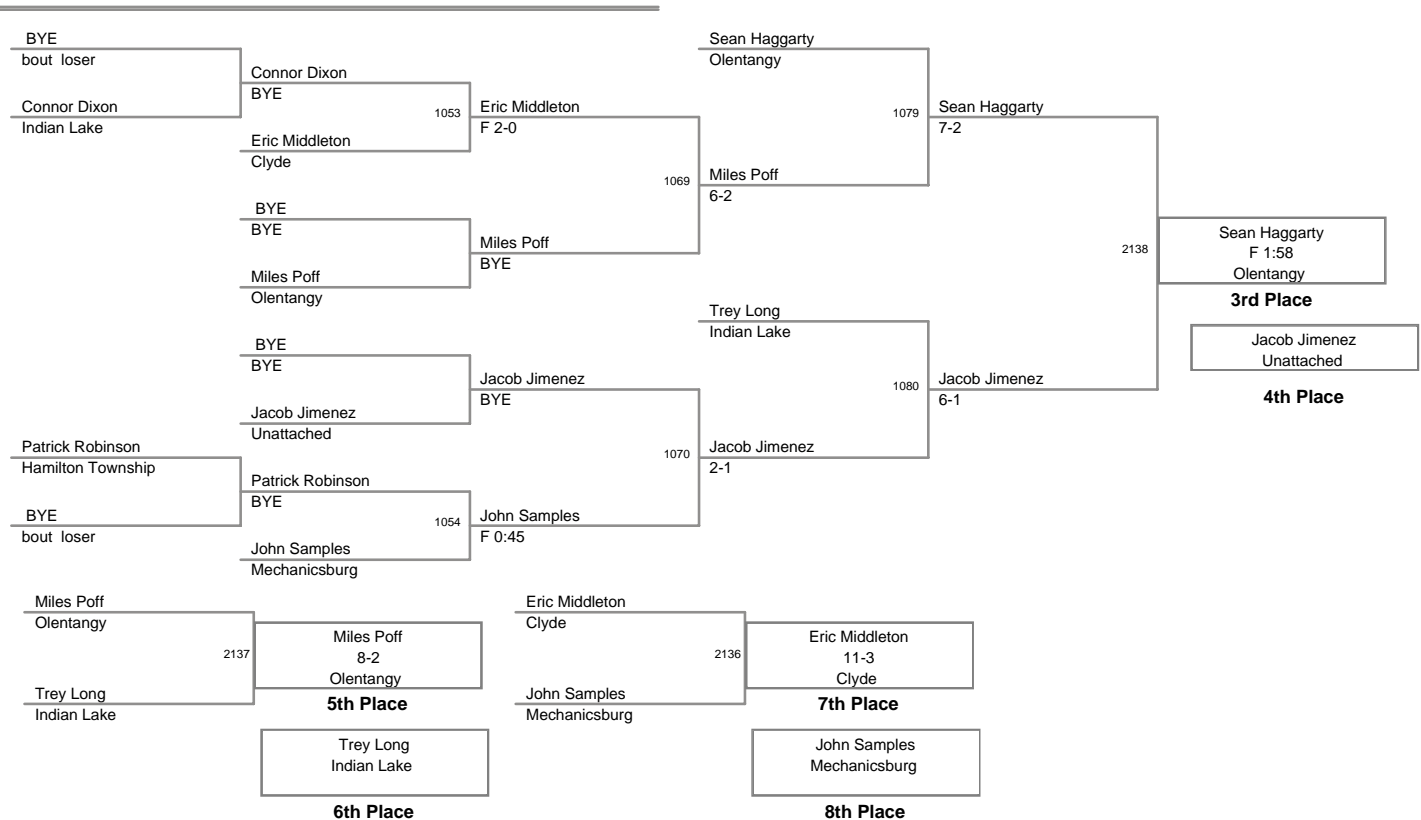 BYE
bout loser
Connor Dixon
Indian Lake
Connor Dixon
BYE
Eric Middleton
Clyde
1053
Eric Middleton
F 2-0
BYE
BYE
Miles Poff
Olentangy
Miles Poff
BYE
1069
Sean Haggarty
Olentangy
Miles Poff
6-2
1079
Sean Haggarty
7-2
BYE
BYE
Jacob Jimenez
Unattached
Jacob Jimenez
BYE
Patrick Robinson
Hamilton Township
BYE
bout loser
Patrick Robinson
BYE
John Samples
Mechanicsburg
1054
John Samples
F 0:45
1070
Trey Long
Indian Lake
Jacob Jimenez
2-1
1080
Jacob Jimenez
6-1
2138
Sean Haggarty
F 1:58
Olentangy
3rd Place
Jacob Jimenez
Unattached
4th Place
Miles Poff
Olentangy
Trey Long
Indian Lake
2137
Miles Poff
8-2
Olentangy
5th Place
Trey Long
Indian Lake
6th Place
Eric Middleton
Clyde
John Samples
Mechanicsburg
2136
Eric Middleton
11-3
Clyde
7th Place
John Samples
Mechanicsburg
8th Place